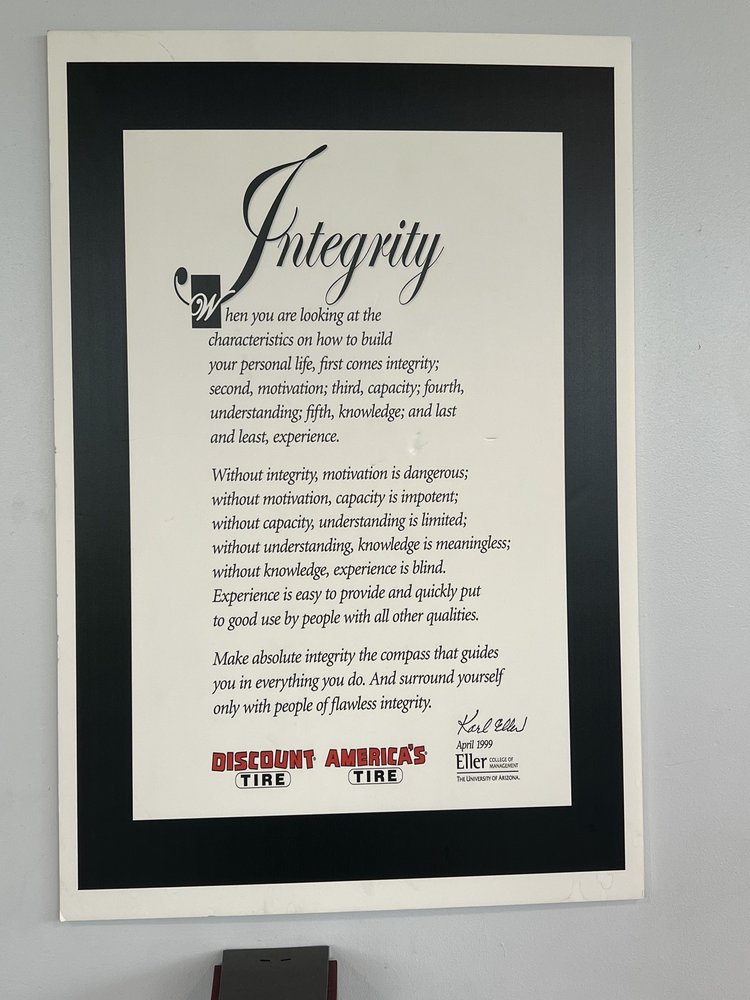 Integrity
When you are looking at the
characteristics on how to build
your personal life, first comes integrity;
second, motivation; third, capacity; fourth,
understanding; fifth, knowledge; and last
and least, experience.
Without integrity, motivation is dangerous;
without motivation, capacity is impotent;
without capacity, understanding is limited;
without understanding, knowledge is meaningless;
without knowledge, experience is blind.
Experience is easy to provide and quickly put
to good use by people with all other qualities.
Make absolute integrity the compass that guides
you in everything you do. And surround yourself
only with people of flawless integrity.
Karl Eller
April 1999
DISCOUNT TIRE
AMERICA'S TIRE
Eller COLLEGE OF MANAGEMENT
THE UNIVERSITY OF ARIZONA.